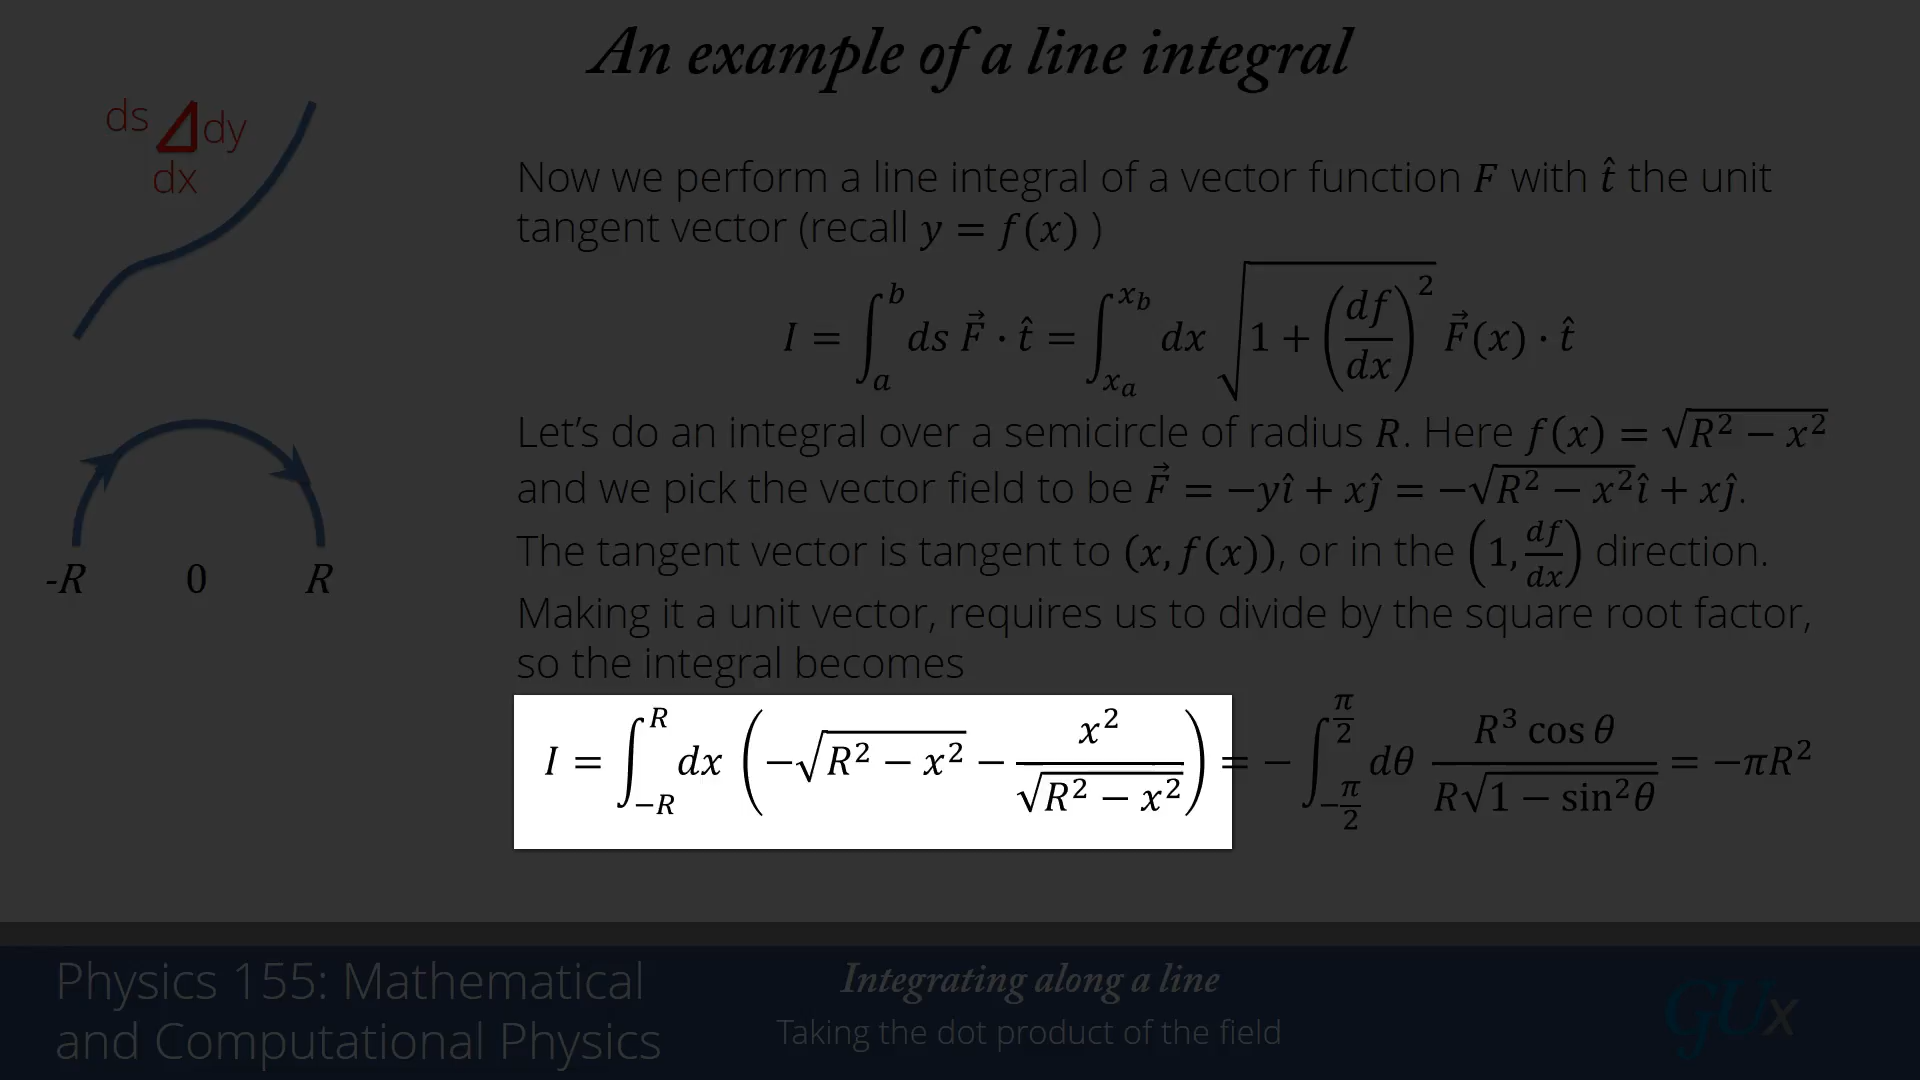 An example of a line integral
ds dy
dx
Now we perform a line integral of a vector function F with t̂ the unit
tangent vector (recall y = f(x) )
I = ∫_a^b ds F⃗ · t̂ = ∫_{x_a}^{x_b} dx √(1 + (df/dx)^2) F⃗(x) · t̂
Let’s do an integral over a semicircle of radius R. Here f(x) = √(R² − x²)
and we pick the vector field to be F⃗ = −yî + xĵ = −√(R² − x²)î + xĵ.
The tangent vector is tangent to (x, f(x)), or in the (1, df/dx) direction.
-R 0 R
Making it a unit vector, requires us to divide by the square root factor,
so the integral becomes
I = ∫_{−R}^{R} dx (−√(R² − x²) − x²/√(R² − x²)) = − ∫_{−π/2}^{π/2} dθ R³ cos θ / (R√(1 − sin²θ)) = −πR²
Physics 155: Mathematical
and Computational Physics
Integrating along a line
Taking the dot product of the field
GUx